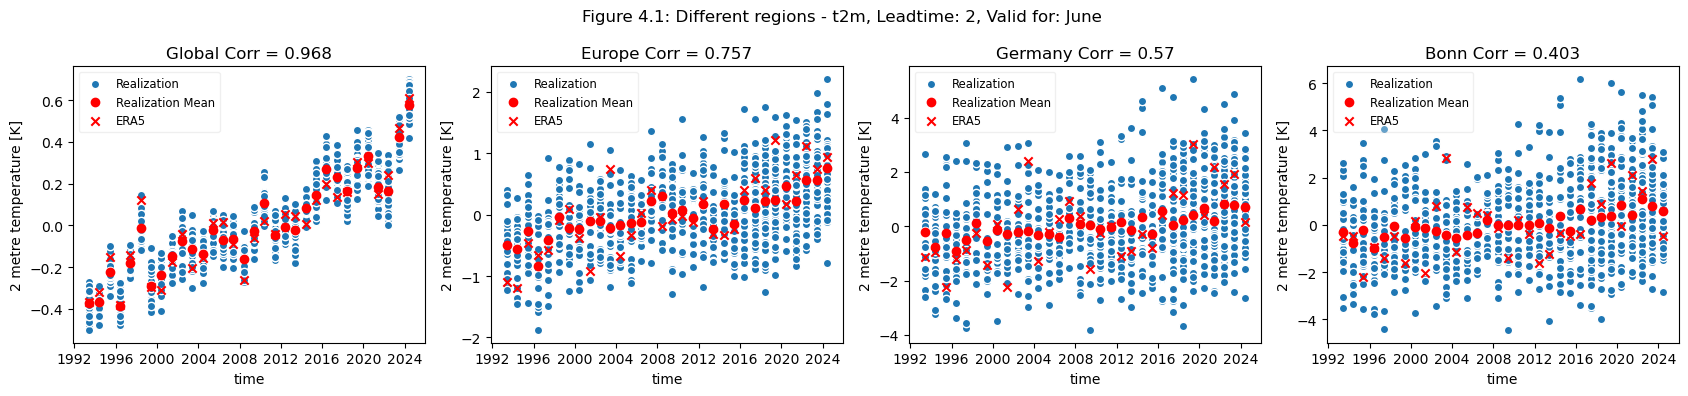 Figure 4.1: Different regions - t2m, Leadtime: 2, Valid for: June
Global Corr = 0.968
Realization
Realization Mean
ERA5
2 metre temperature [K]
0.6
0.4
0.2
0.0
−0.2
−0.4
1992 1996 2000 2004 2008 2012 2016 2020 2024
time
Europe Corr = 0.757
Realization
Realization Mean
ERA5
2 metre temperature [K]
2
1
0
−1
−2
1992 1996 2000 2004 2008 2012 2016 2020 2024
time
Germany Corr = 0.57
Realization
Realization Mean
ERA5
2 metre temperature [K]
4
2
0
−2
−4
1992 1996 2000 2004 2008 2012 2016 2020 2024
time
Bonn Corr = 0.403
Realization
Realization Mean
ERA5
2 metre temperature [K]
6
4
2
0
−2
−4
1992 1996 2000 2004 2008 2012 2016 2020 2024
time